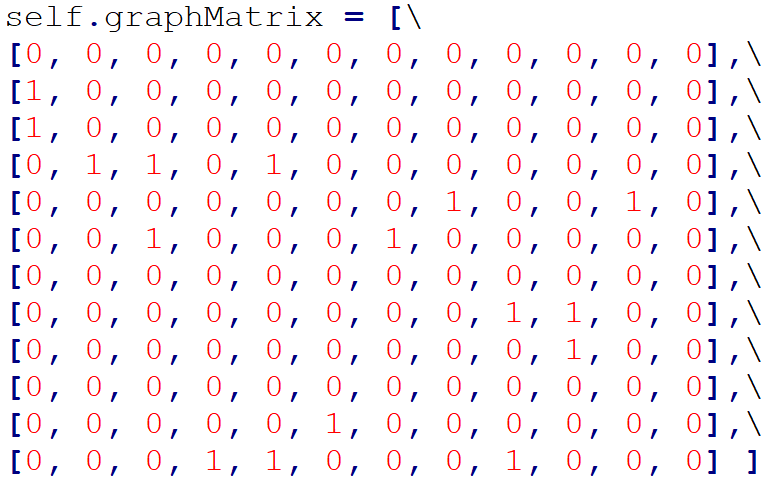 self.graphMatrix = [\
[0, 0, 0, 0, 0, 0, 0, 0, 0, 0, 0, 0],\
[1, 0, 0, 0, 0, 0, 0, 0, 0, 0, 0, 0],\
[1, 0, 0, 0, 0, 0, 0, 0, 0, 0, 0, 0],\
[0, 1, 1, 0, 1, 0, 0, 0, 0, 0, 0, 0],\
[0, 0, 0, 0, 0, 0, 0, 1, 0, 0, 1, 0],\
[0, 0, 1, 0, 0, 0, 1, 0, 0, 0, 0, 0],\
[0, 0, 0, 0, 0, 0, 0, 0, 0, 0, 0, 0],\
[0, 0, 0, 0, 0, 0, 0, 0, 1, 1, 0, 0],\
[0, 0, 0, 0, 0, 0, 0, 0, 0, 1, 0, 0],\
[0, 0, 0, 0, 0, 0, 0, 0, 0, 0, 0, 0],\
[0, 0, 0, 0, 0, 1, 0, 0, 0, 0, 0, 0],\
[0, 0, 0, 1, 1, 0, 0, 0, 1, 0, 0, 0] ]